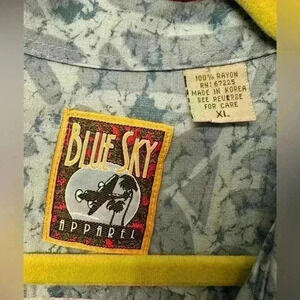 BLUE SKY
APPAREL
100% RAYON
RN: 67225
MADE IN KOREA
SEE REVERSE
FOR CARE
XL